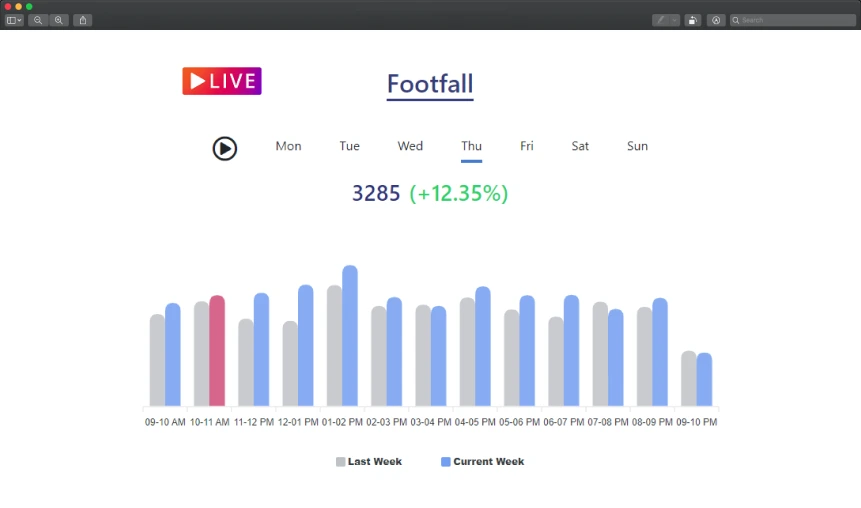 Search
LIVE
Footfall
Mon Tue Wed Thu Fri Sat Sun
3285 (+12.35%)
09-10 AM 10-11 AM 11-12 PM 12-01 PM 01-02 PM 02-03 PM 03-04 PM 04-05 PM 05-06 PM 06-07 PM 07-08 PM 08-09 PM 09-10 PM
Last Week Current Week